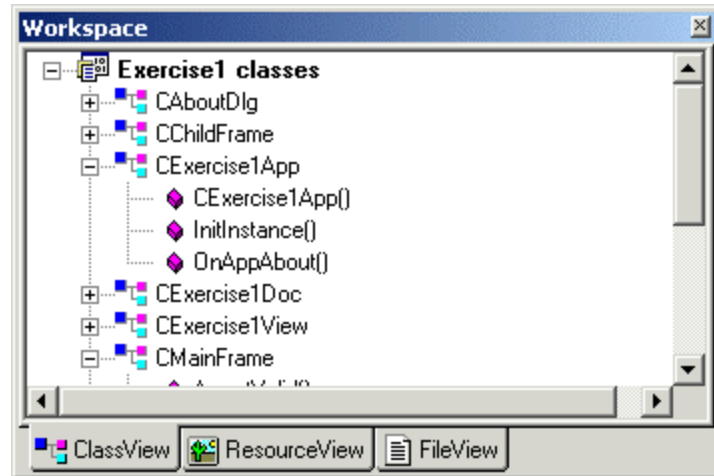 Workspace
Exercise1 classes
CAboutDlg
CChildFrame
CExercise1App
CExercise1App()
InitInstance()
OnAppAbout()
CExercise1Doc
CExercise1View
CMainFrame
ClassView ResourceView FileView